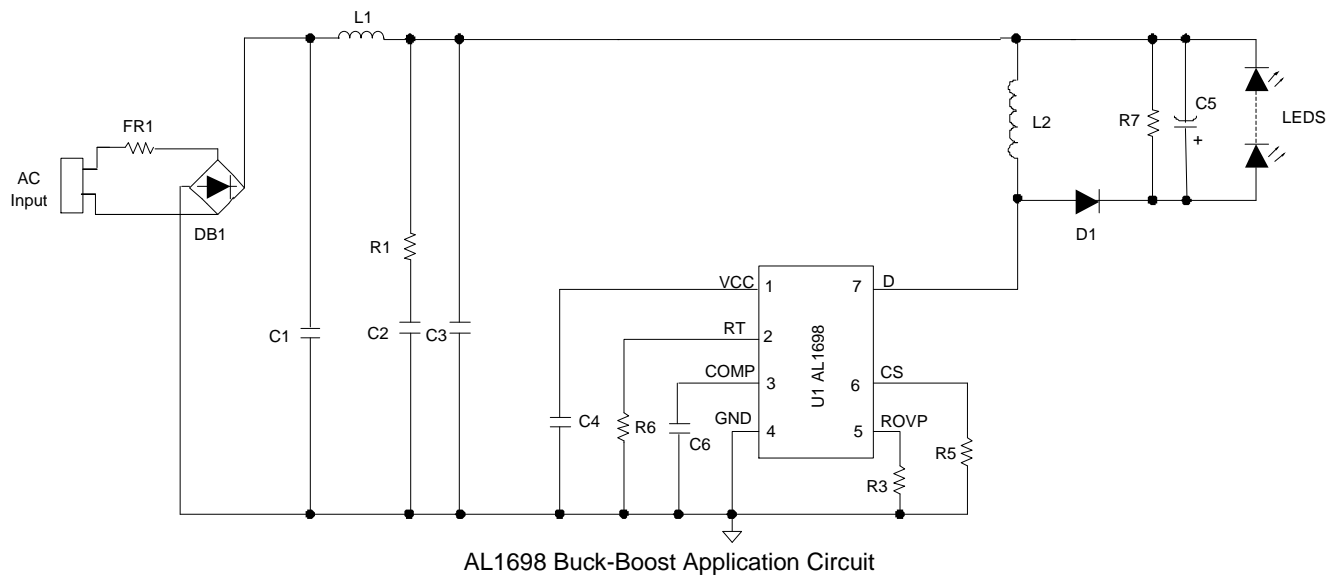 L1
FR1
AC
Input
DB1
R1
C1
C2
C3
L2
R7
C5
+
LEDS
D1
VCC
1
7
D
RT
2
COMP
3
6
CS
GND
4
5
ROVP
U1 AL1698
C4
R6
C6
R3
R5
AL1698 Buck-Boost Application Circuit